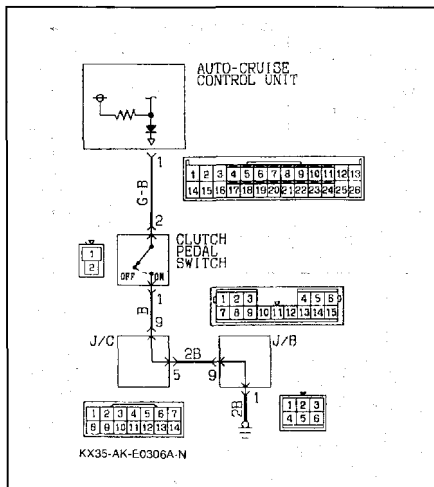 AUTO-CRUISE
CONTROL UNIT
1
1 2 3 4 5 6 7 8 9 10 11 12 13
14 15 16 17 18 19 20 21 22 23 24 25 26
G-B
2
CLUTCH
PEDAL
SWITCH
1
2
OFF ON
1
B
9
1 2 3 4 5 6
7 8 9 10 11 12 13 14 15
J/C
2B
J/B
5
9
1
2B
1 2 3
4 5 6
1 2 3 4 5 6 7
8 9 10 11 12 13 14
KX35-AK-E0306A-N